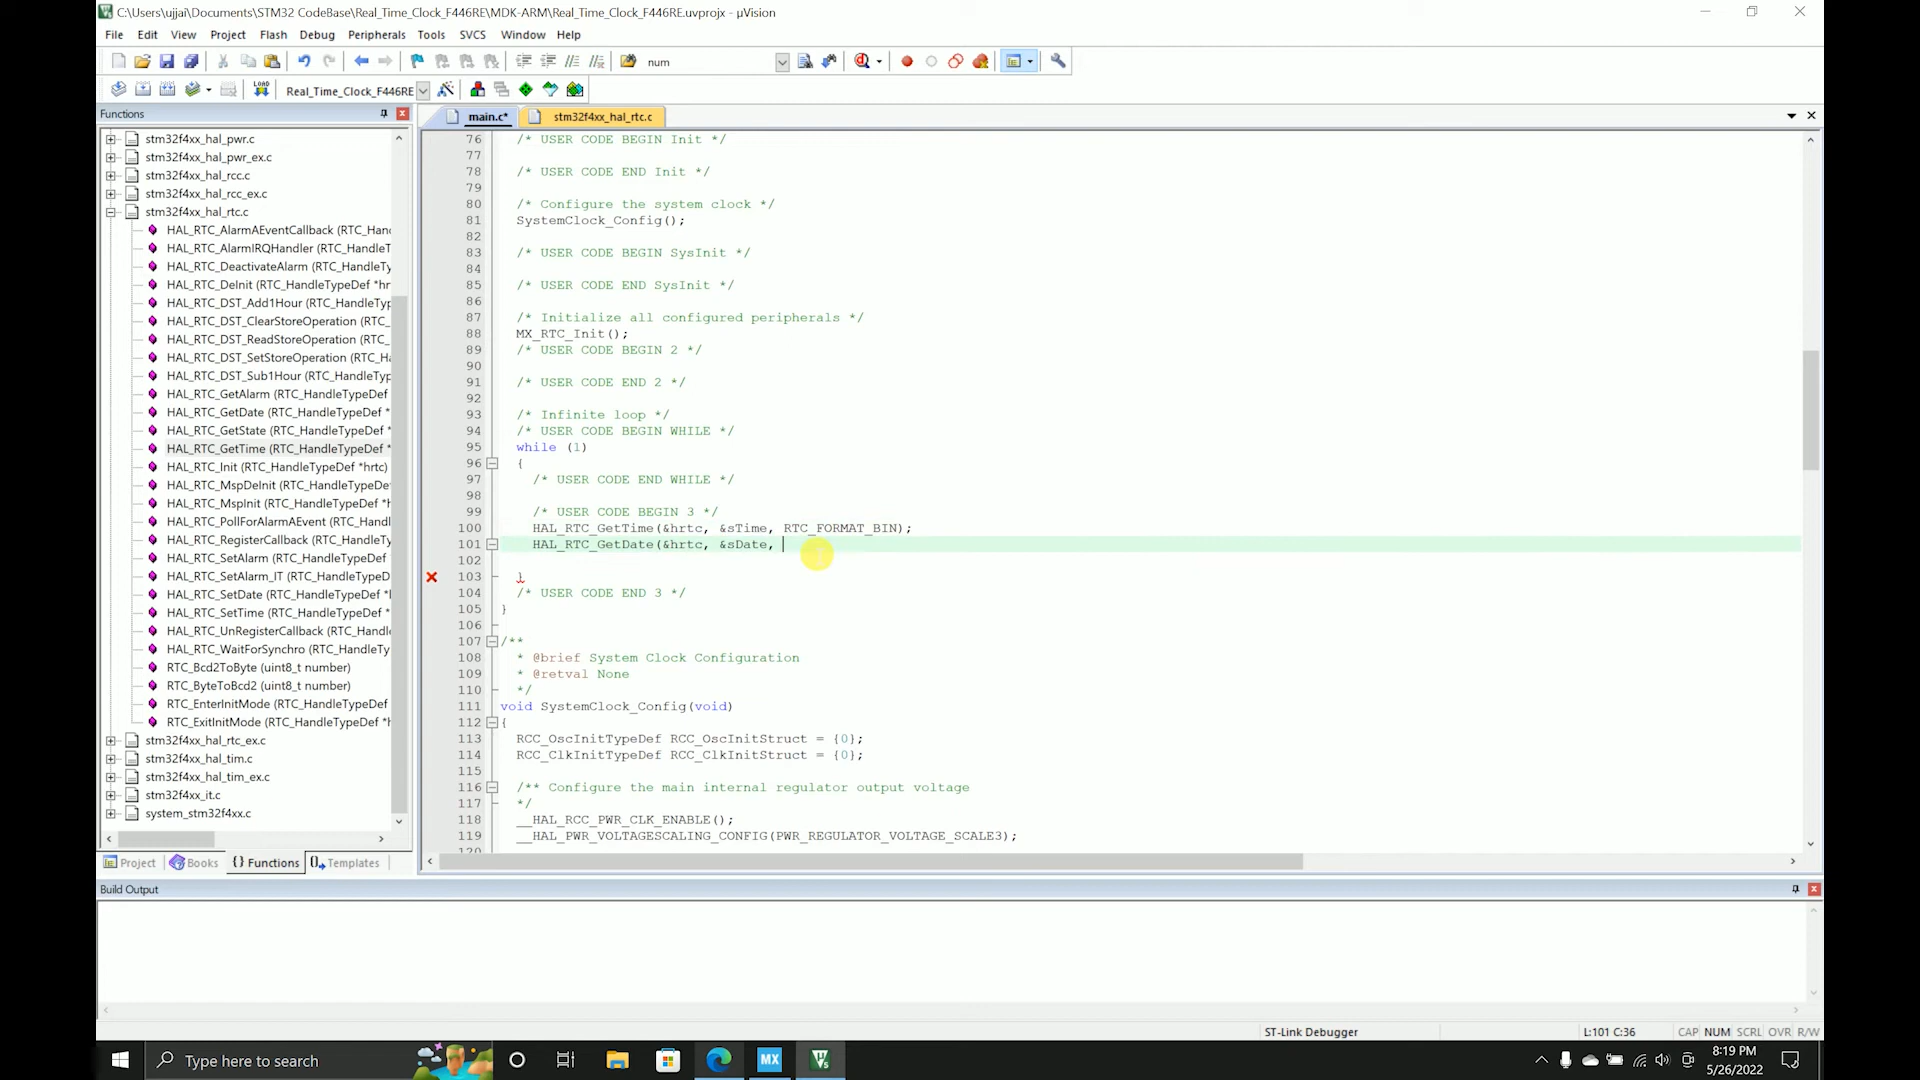 C:\Users\ujjai\Documents\STM32 CodeBase\Real_Time_Clock_F446RE\MDK-ARM\Real_Time_Clock_F446RE.uvprojx - µVision
File Edit View Project Flash Debug Peripherals Tools SVCS Window Help
num
LOAD
Real_Time_Clock_F446RE
Functions
stm32f4xx_hal_pwr.c
stm32f4xx_hal_pwr_ex.c
stm32f4xx_hal_rcc.c
stm32f4xx_hal_rcc_ex.c
stm32f4xx_hal_rtc.c
HAL_RTC_AlarmAEventCallback (RTC_Hand
HAL_RTC_AlarmIRQHandler (RTC_HandleT
HAL_RTC_DeactivateAlarm (RTC_HandleTy
HAL_RTC_DeInit (RTC_HandleTypeDef *hr
HAL_RTC_DST_Add1Hour (RTC_HandleTyp
HAL_RTC_DST_ClearStoreOperation (RTC_
HAL_RTC_DST_ReadStoreOperation (RTC_H
HAL_RTC_DST_SetStoreOperation (RTC_Ha
HAL_RTC_DST_Sub1Hour (RTC_HandleTyp
HAL_RTC_GetAlarm (RTC_HandleTypeDef
HAL_RTC_GetDate (RTC_HandleTypeDef *
HAL_RTC_GetState (RTC_HandleTypeDef
HAL_RTC_GetTime (RTC_HandleTypeDef *
HAL_RTC_Init (RTC_HandleTypeDef *hrtc)
HAL_RTC_MspDeInit (RTC_HandleTypeDef
HAL_RTC_MspInit (RTC_HandleTypeDef *
HAL_RTC_PollForAlarmAEvent (RTC_Handl
HAL_RTC_RegisterCallback (RTC_HandleTy
HAL_RTC_SetAlarm (RTC_HandleTypeDef
HAL_RTC_SetAlarm_IT (RTC_HandleTypeD
HAL_RTC_SetDate (RTC_HandleTypeDef *
HAL_RTC_SetTime (RTC_HandleTypeDef *
HAL_RTC_UnRegisterCallback (RTC_Handl
HAL_RTC_WaitForSynchro (RTC_HandleTy
RTC_Bcd2ToByte (uint8_t number)
RTC_ByteToBcd2 (uint8_t number)
RTC_EnterInitMode (RTC_HandleTypeDef
RTC_ExitInitMode (RTC_HandleTypeDef *h
stm32f4xx_hal_rtc_ex.c
stm32f4xx_hal_tim.c
stm32f4xx_hal_tim_ex.c
stm32f4xx_it.c
system_stm32f4xx.c
Project Books {} Functions Templates
main.c* stm32f4xx_hal_rtc.c
76 /* USER CODE BEGIN Init */
77
78 /* USER CODE END Init */
79
80 /* Configure the system clock */
81 SystemClock_Config();
82
83 /* USER CODE BEGIN SysInit */
84
85 /* USER CODE END SysInit */
86
87 /* Initialize all configured peripherals */
88 MX_RTC_Init();
89 /* USER CODE BEGIN 2 */
90
91 /* USER CODE END 2 */
92
93 /* Infinite loop */
94 /* USER CODE BEGIN WHILE */
95 while (1)
96 {
97 /* USER CODE END WHILE */
98
99 /* USER CODE BEGIN 3 */
100 HAL_RTC_GetTime(&hrtc, &sTime, RTC_FORMAT_BIN);
101 HAL_RTC_GetDate(&hrtc, &sDate,
102
103 }
104 /* USER CODE END 3 */
105 }
106
107 /**
108 * @brief System Clock Configuration
109 * @retval None
110 */
111 void SystemClock_Config(void)
112 {
113 RCC_OscInitTypeDef RCC_OscInitStruct = {0};
114 RCC_ClkInitTypeDef RCC_ClkInitStruct = {0};
115
116 /** Configure the main internal regulator output voltage
117 */
118 __HAL_RCC_PWR_CLK_ENABLE();
119 __HAL_PWR_VOLTAGESCALING_CONFIG(PWR_REGULATOR_VOLTAGE_SCALE3);
120
Build Output
ST-Link Debugger L:101 C:36 CAP NUM SCRL OVR R/W
Type here to search
MX
8:19 PM
5/26/2022